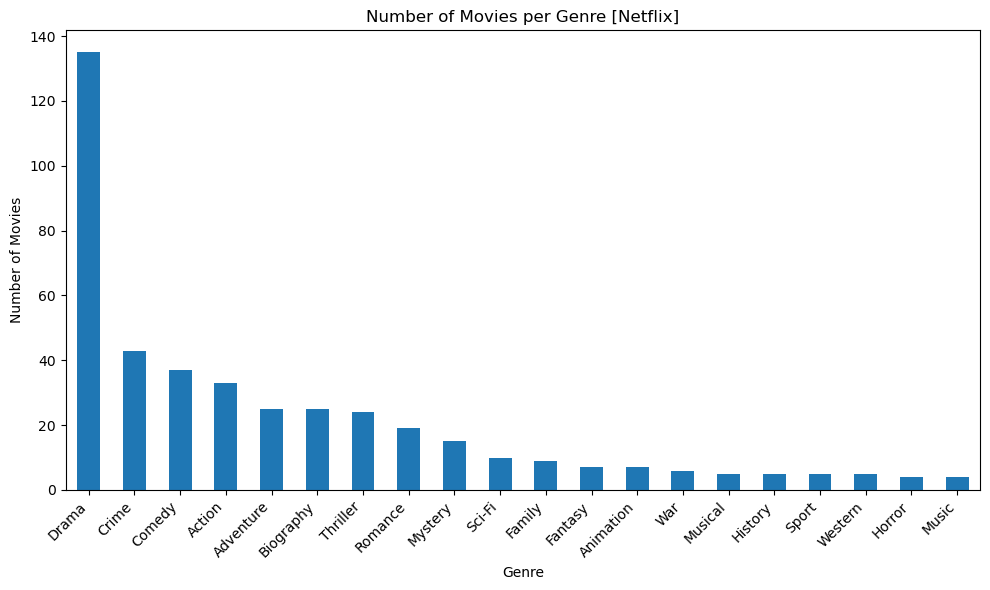 Number of Movies per Genre [Netflix]
140
120
100
80
60
40
20
0
Number of Movies
Drama
Crime
Comedy
Action
Adventure
Biography
Thriller
Romance
Mystery
Sci-Fi
Family
Fantasy
Animation
War
Musical
History
Sport
Western
Horror
Music
Genre